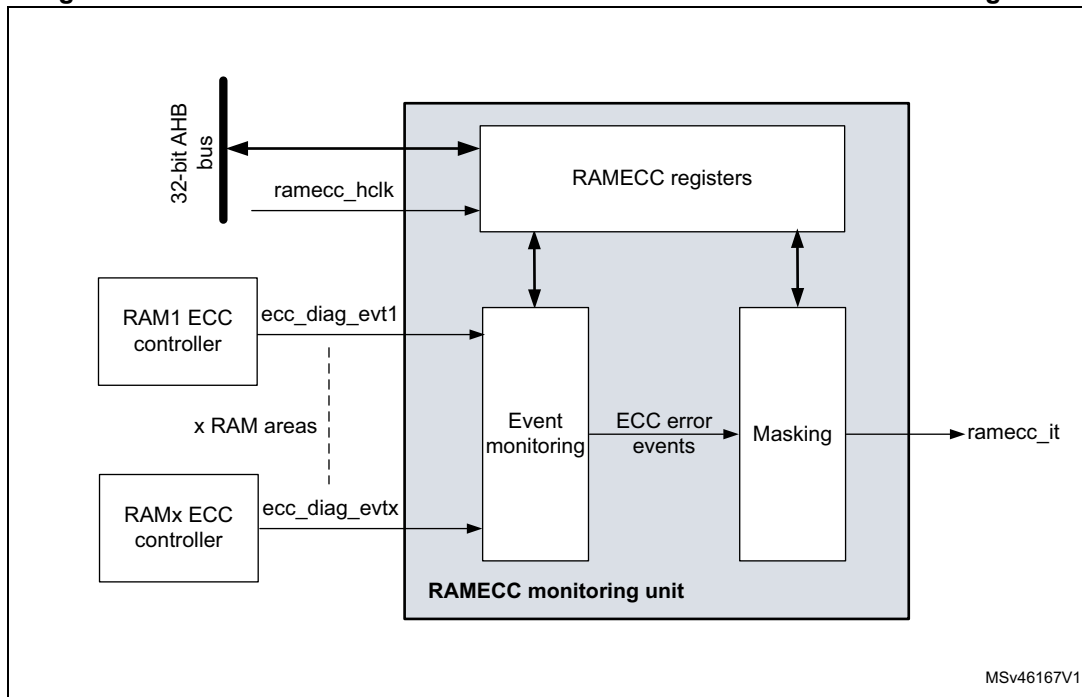 32-bit AHB
bus
RAMECC registers
ramecc_hclk
RAM1 ECC
controller
ecc_diag_evt1
x RAM areas
Event
monitoring
ECC error
events
Masking
ramecc_it
RAMx ECC
controller
ecc_diag_evtx
RAMECC monitoring unit
MSv46167V1